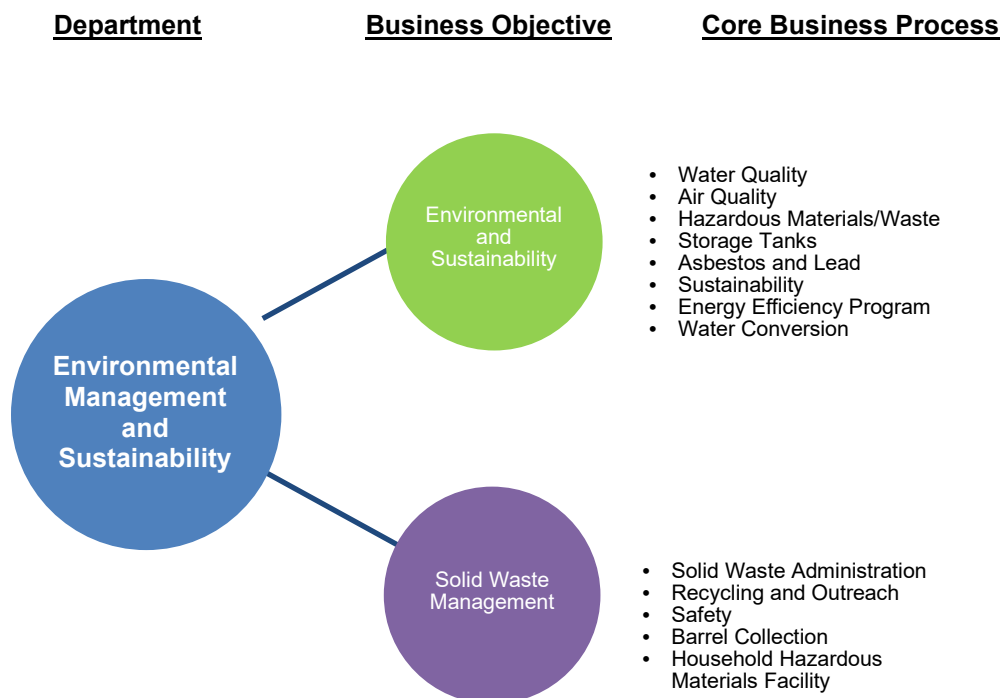 Department
Business Objective
Core Business Process
Environmental
Management
and
Sustainability
Environmental
and
Sustainability
• Water Quality
• Air Quality
• Hazardous Materials/Waste
• Storage Tanks
• Asbestos and Lead
• Sustainability
• Energy Efficiency Program
• Water Conversion
Solid Waste
Management
• Solid Waste Administration
• Recycling and Outreach
• Safety
• Barrel Collection
• Household Hazardous
Materials Facility